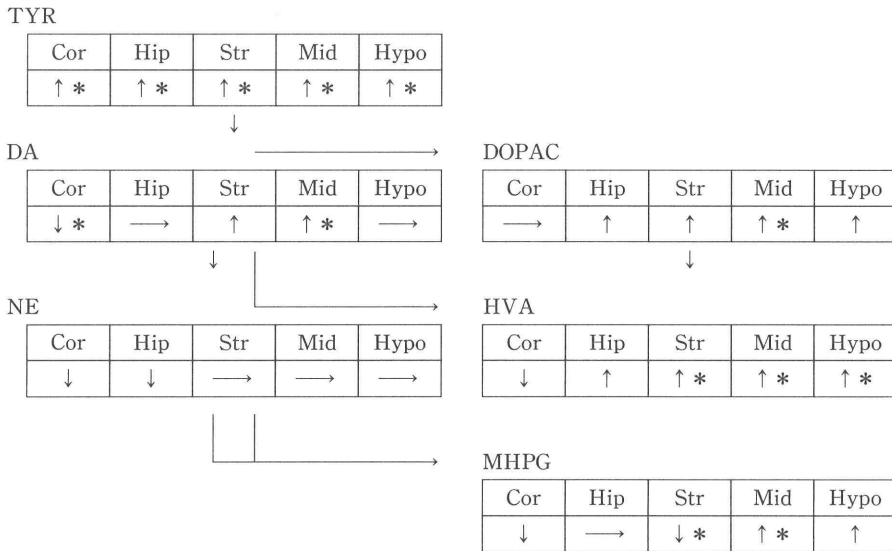 TYR
Cor Hip Str Mid Hypo
↑ * ↑ * ↑ * ↑ * ↑ *
↓
DA DOPAC
Cor Hip Str Mid Hypo Cor Hip Str Mid Hypo
↓ * → ↑ ↑ * → → ↑ ↑ ↑ * ↑
↓ ↓
NE HVA
Cor Hip Str Mid Hypo Cor Hip Str Mid Hypo
↓ ↓ → → → ↓ ↑ ↑ * ↑ * ↑ *
MHPG
Cor Hip Str Mid Hypo
↓ → ↓ * ↑ * ↑